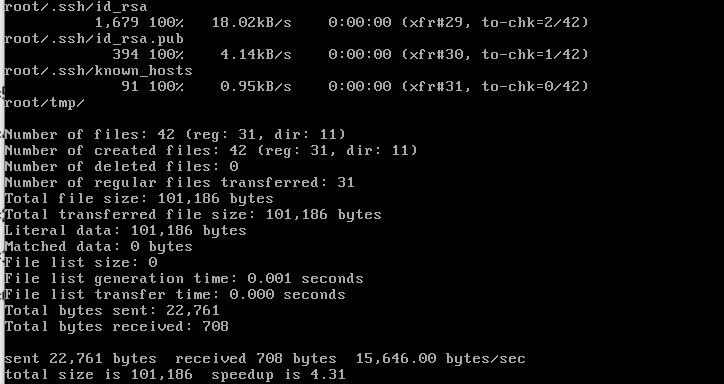 root/.ssh/id_rsa
1,679 100% 18.02kB/s 0:00:00 (xfr#29, to-chk=2/42)
root/.ssh/id_rsa.pub
394 100% 4.14kB/s 0:00:00 (xfr#30, to-chk=1/42)
root/.ssh/known_hosts
91 100% 0.95kB/s 0:00:00 (xfr#31, to-chk=0/42)
root/tmp/
Number of files: 42 (reg: 31, dir: 11)
Number of created files: 42 (reg: 31, dir: 11)
Number of deleted files: 0
Number of regular files transferred: 31
Total file size: 101,186 bytes
Total transferred file size: 101,186 bytes
Literal data: 101,186 bytes
Matched data: 0 bytes
File list size: 0
File list generation time: 0.001 seconds
File list transfer time: 0.000 seconds
Total bytes sent: 22,761
Total bytes received: 708
sent 22,761 bytes received 708 bytes 15,646.00 bytes/sec
total size is 101,186 speedup is 4.31